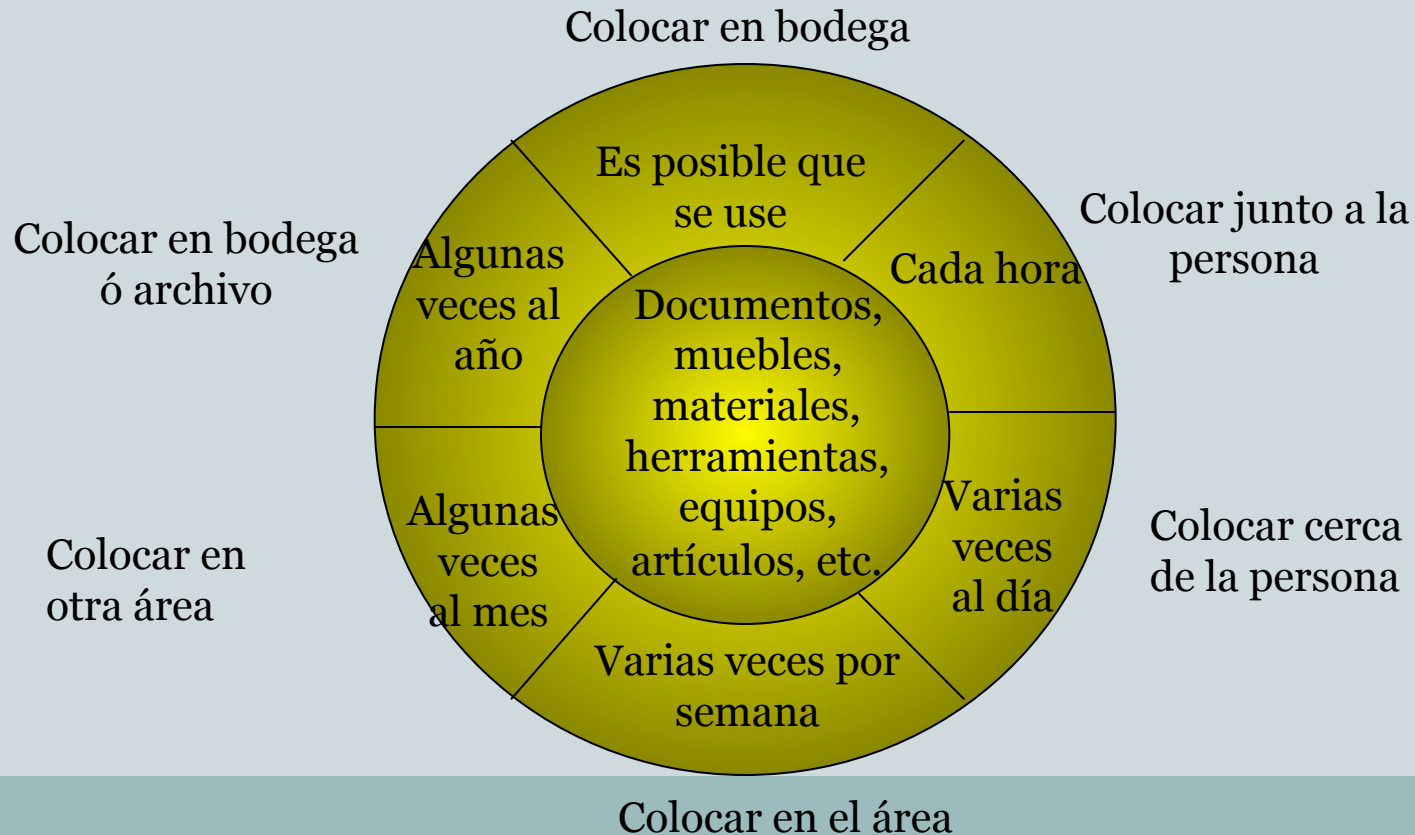 Colocar en bodega
Es posible que
se use
Colocar junto a la
persona
Cada hora
Colocar en bodega
ó archivo
Algunas
veces al
año
Documentos,
muebles,
materiales,
herramientas,
equipos,
artículos, etc.
Varias
veces
al día
Colocar cerca
de la persona
Algunas
veces
al mes
Colocar en
otra área
Varias veces por
semana
Colocar en el área